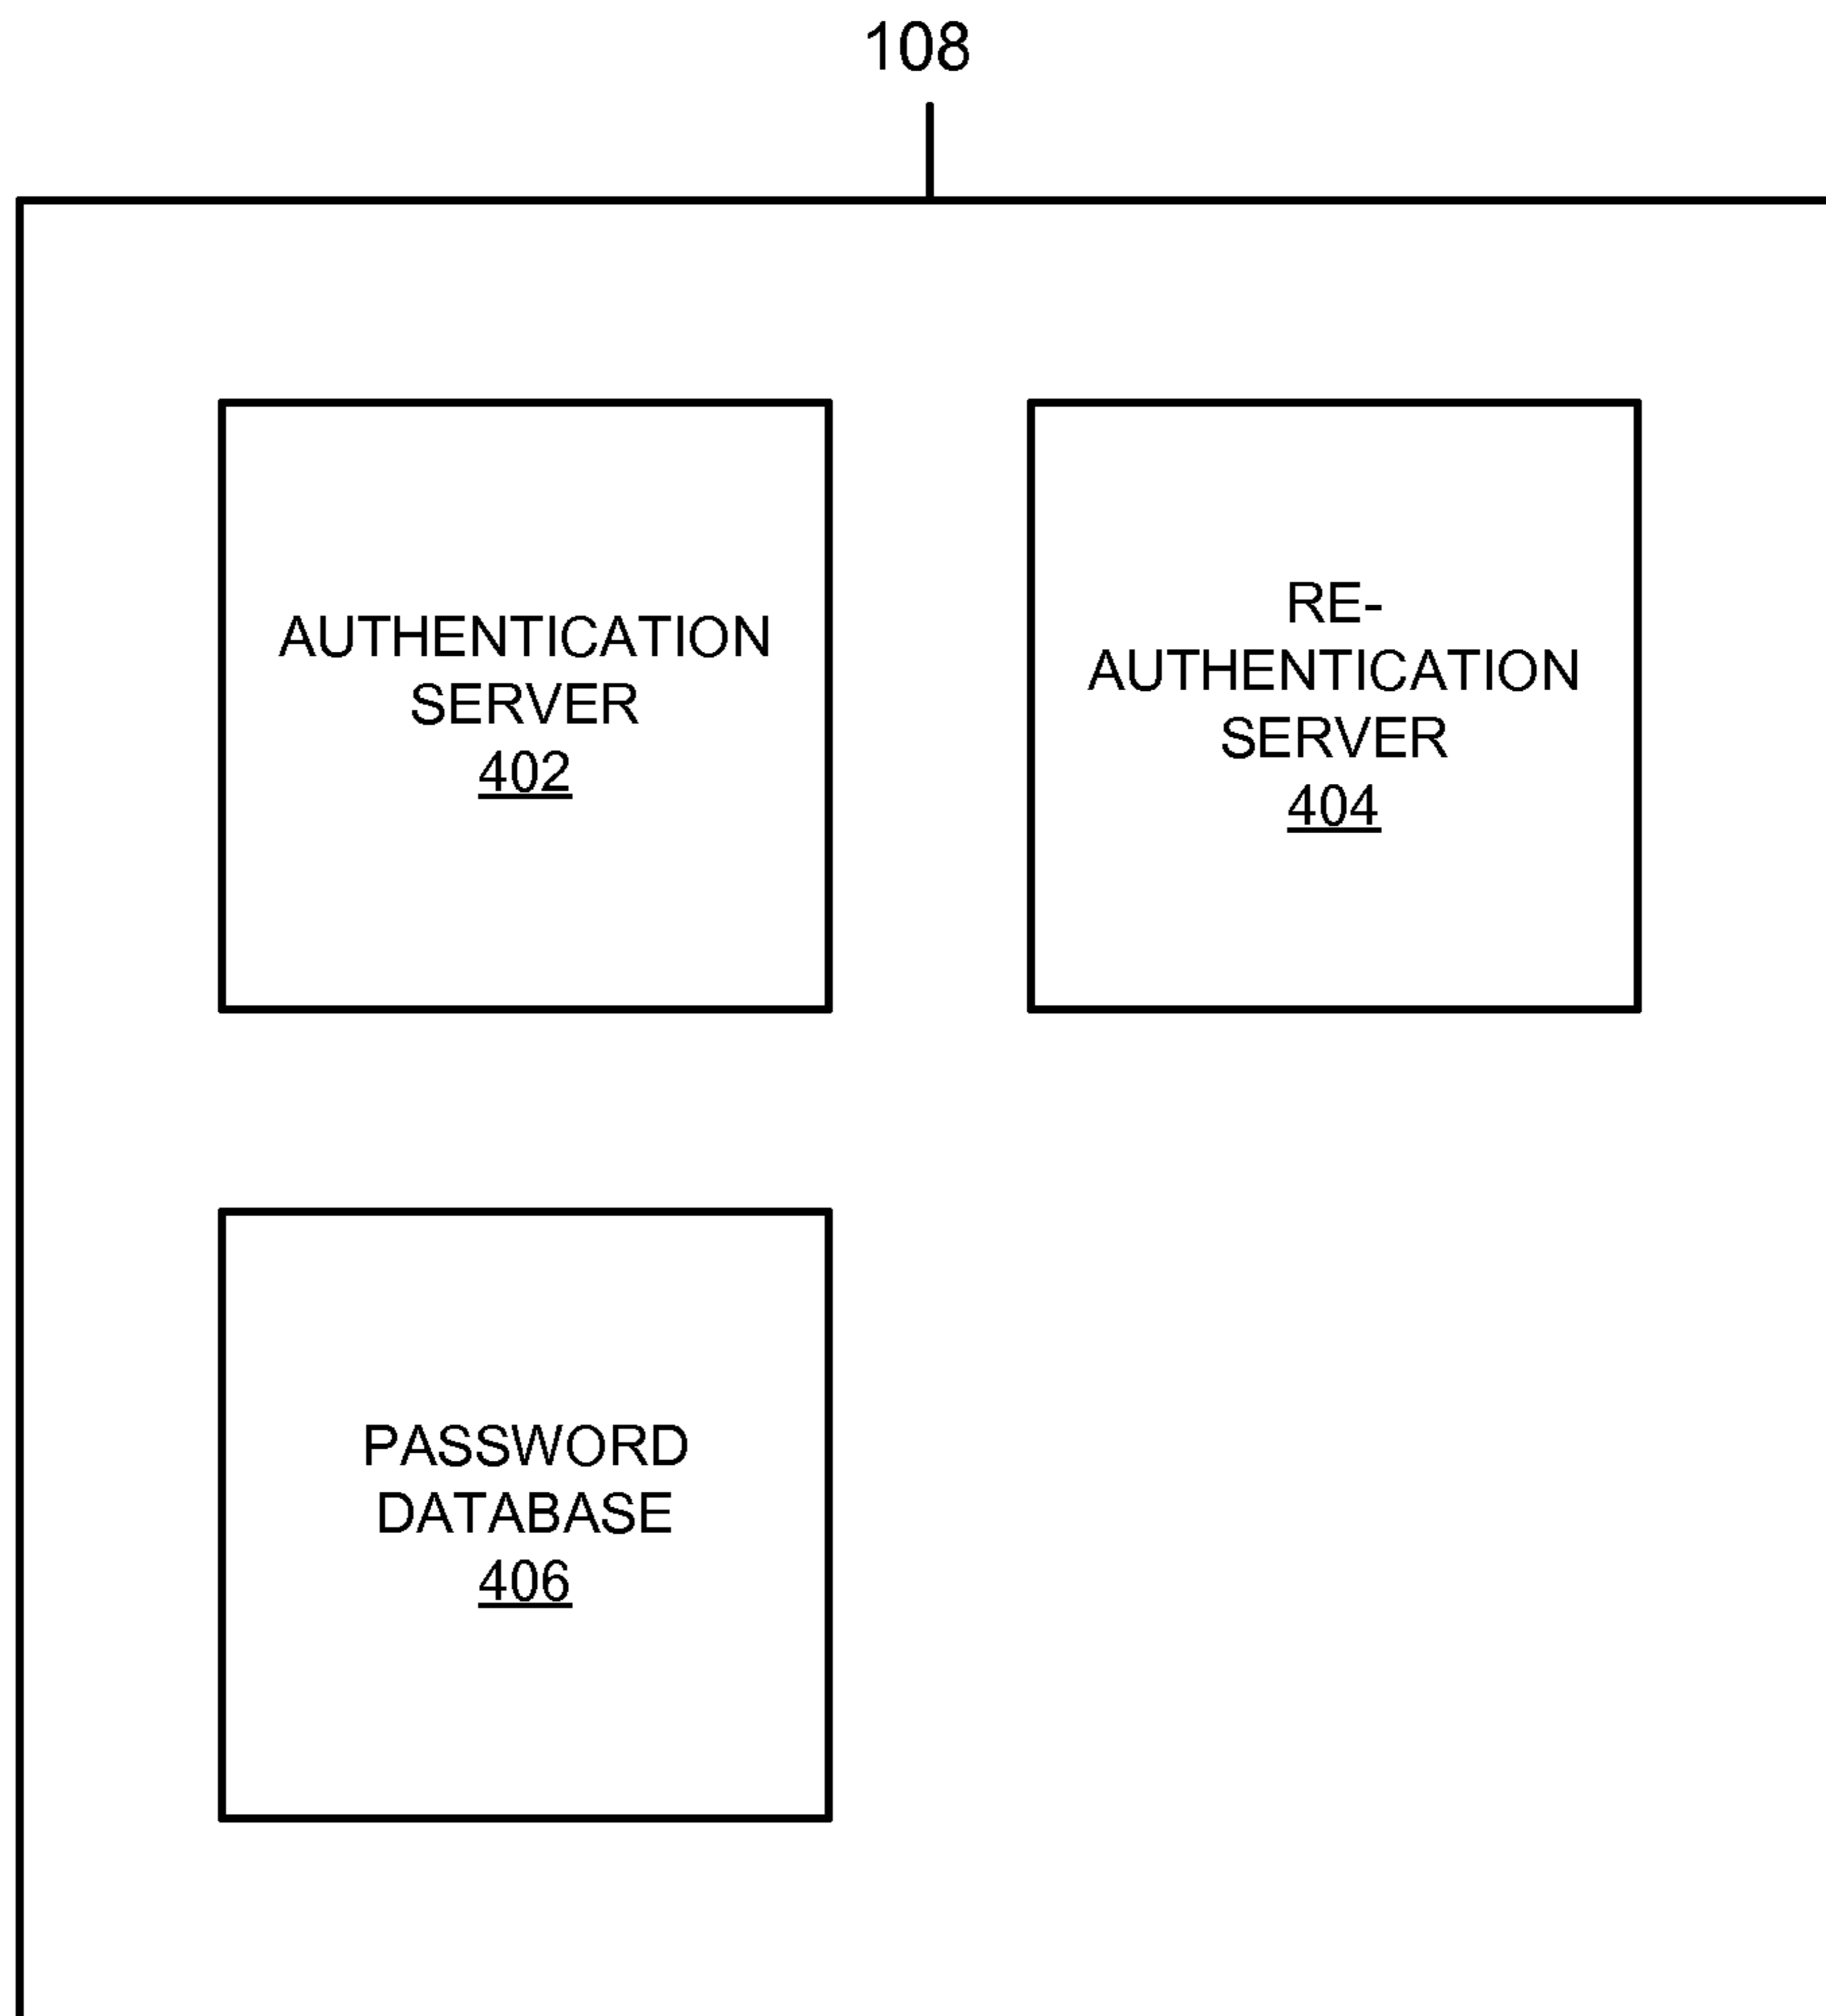 108
AUTHENTICATION
SERVER
402
RE-
AUTHENTICATION
SERVER
404
PASSWORD
DATABASE
406